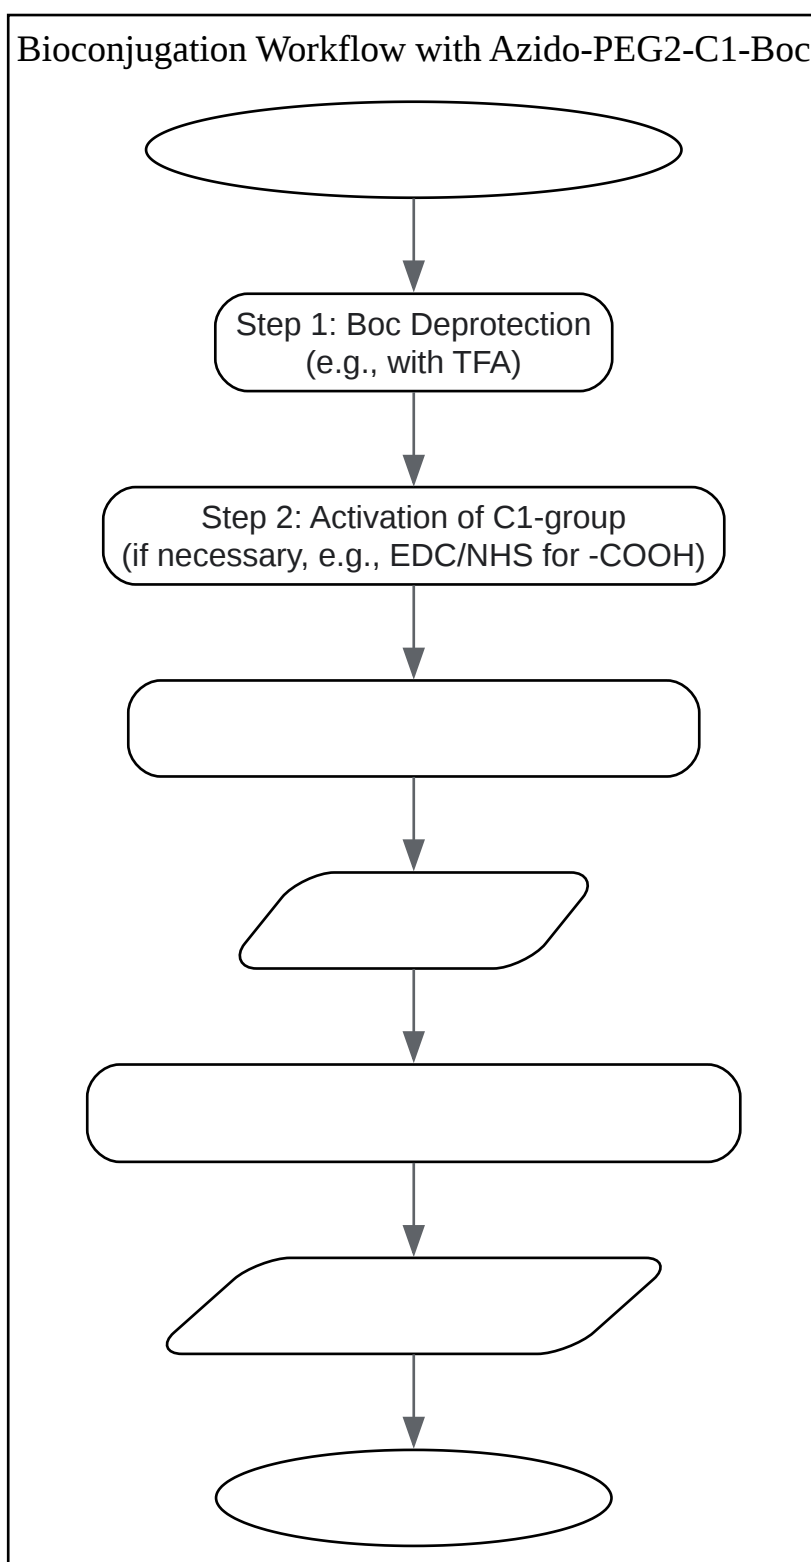 Bioconjugation Workflow with Azido-PEG2-C1-Boc
Step 1: Boc Deprotection
(e.g., with TFA)
Step 2: Activation of C1-group
(if necessary, e.g., EDC/NHS for -COOH)